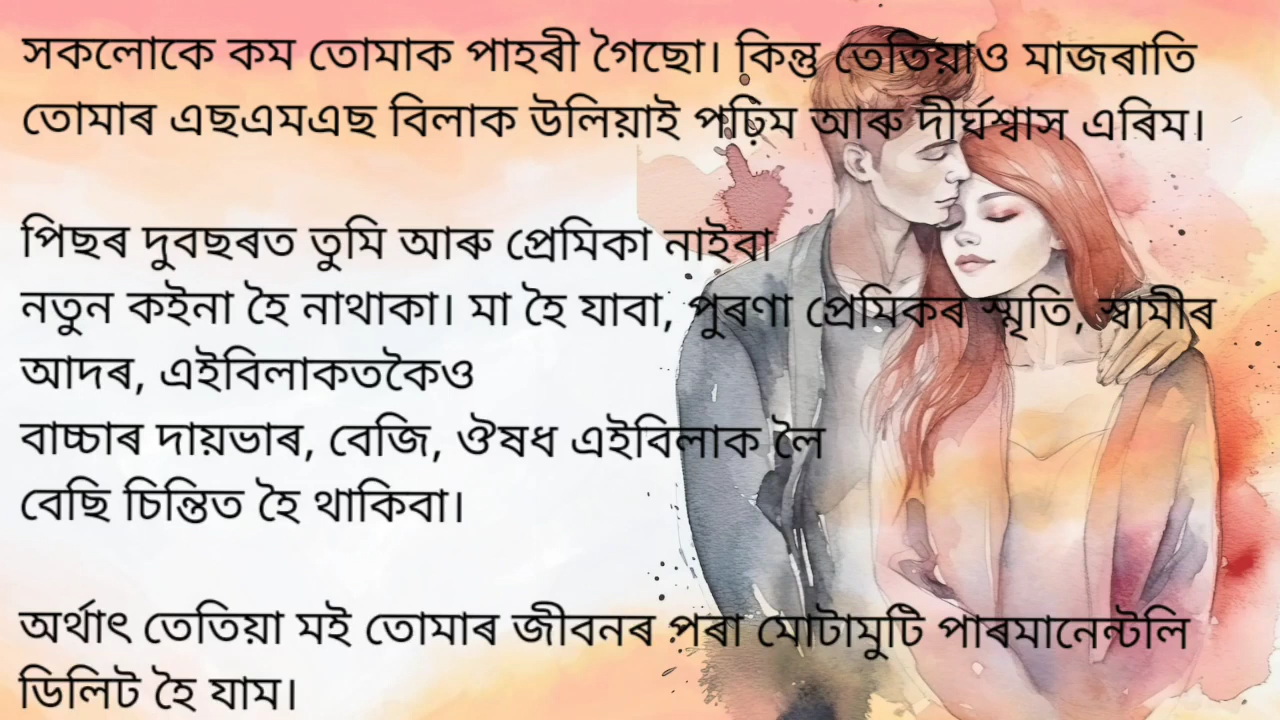 সকলোকে কম তোমাক পাহৰী গৈছো। কিন্তু তেতিয়াও মাজৰাতি
তোমাৰ এছএমএছ বিলাক উলিয়াই পঢ়িম আৰু দীৰ্ঘশ্বাস এৰিম।
পিছৰ দুবছৰত তুমি আৰু প্ৰেমিকা নাইবা
নতুন কইনা হৈ নাথাকা। মা হৈ যাবা, পুৰণা প্ৰেমিকৰ স্মৃতি, স্বামীৰ
আদৰ, এইবিলাকতকৈও
বাচ্চাৰ দায়ভাৰ, বেজি, ঔষধ এইবিলাক লৈ
বেছি চিন্তিত হৈ থাকিবা।
অৰ্থাৎ তেতিয়া মই তোমাৰ জীবনৰ পৰা মোটামুটি পাৰমানেন্টলি
ডিলিট হৈ যাম।